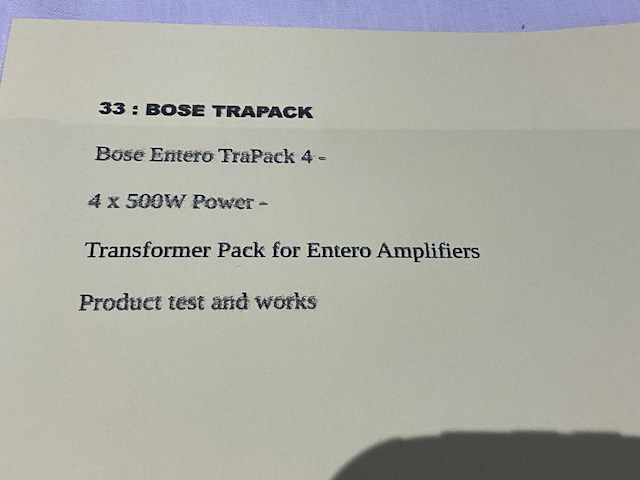 33 : BOSE TRAPACK
Bose Entero TraPack 4 -
4 x 500W Power -
Transformer Pack for Entero Amplifiers
Product test and works